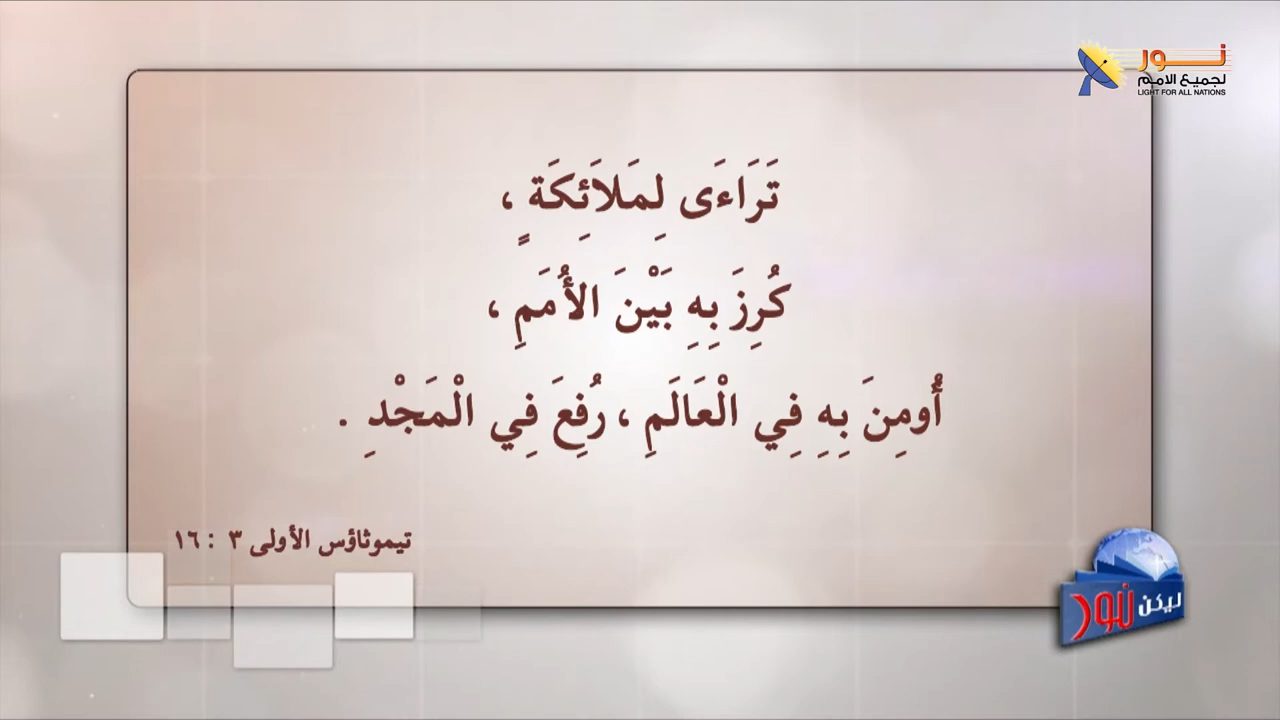 نور
لجميع الامم
LIGHT FOR ALL NATIONS
تَرَاءَى لِمَلاَئِكَةٍ ،
كُرِزَ بِهِ بَيْنَ الأُمَمِ ،
أُومِنَ بِهِ فِي الْعَالَمِ ، رُفِعَ فِي الْمَجْدِ .
تيموثاؤس الأولى ٣ : ١٦
ليكن نور